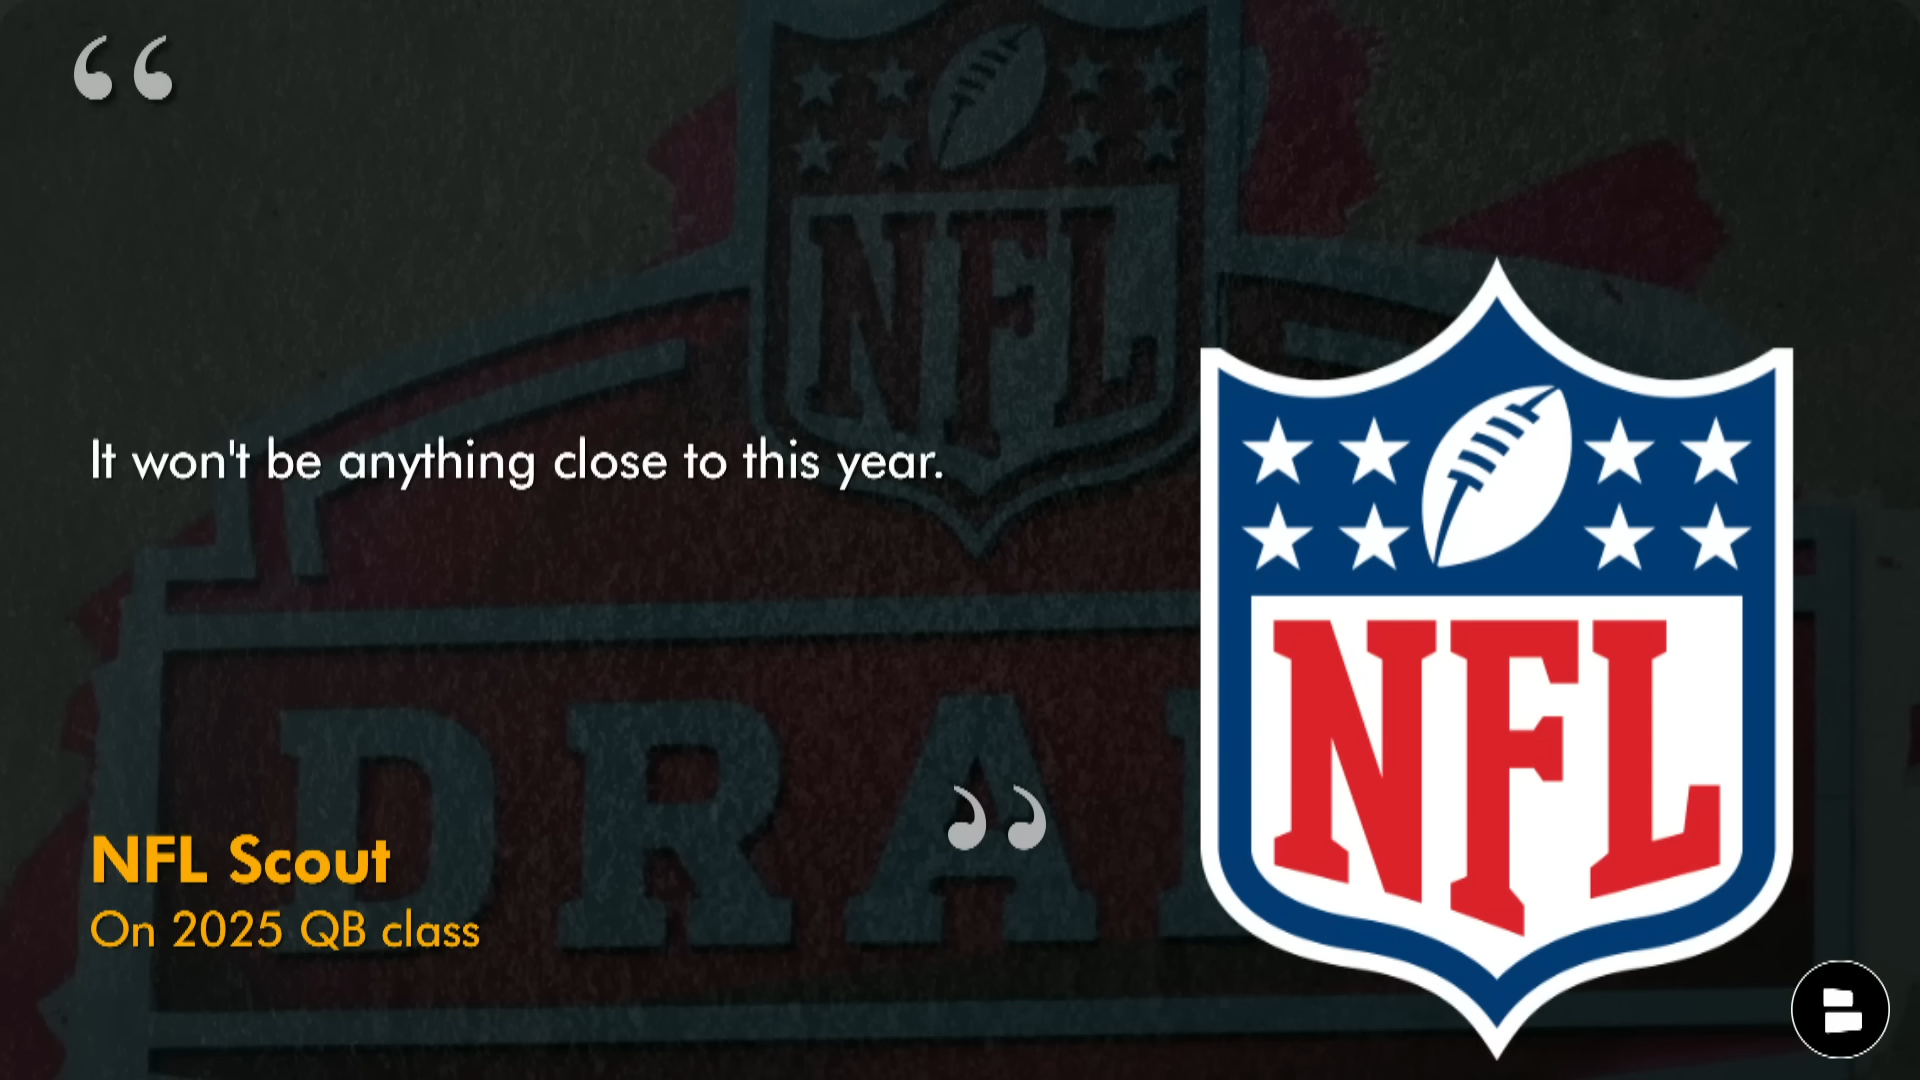 “
NFL
It won't be anything close to this year.
NFL
DRA
”
NFL Scout
On 2025 QB class
B